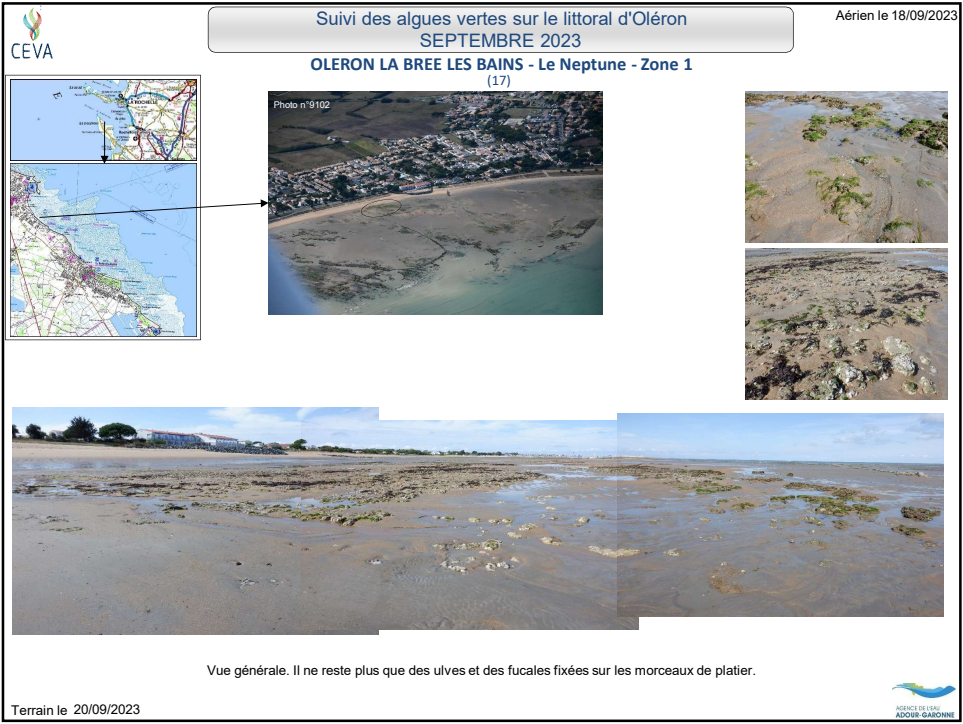 CEVA
Suivi des algues vertes sur le littoral d'Oléron
SEPTEMBRE 2023
Aérien le 18/09/2023
OLERON LA BREE LES BAINS - Le Neptune - Zone 1
(17)
Photo n°9102
LA ROCHELLE
Vue générale. Il ne reste plus que des ulves et des fucales fixées sur les morceaux de platier.
Terrain le 20/09/2023
AGENCE DE L'EAU
ADOUR-GARONNE